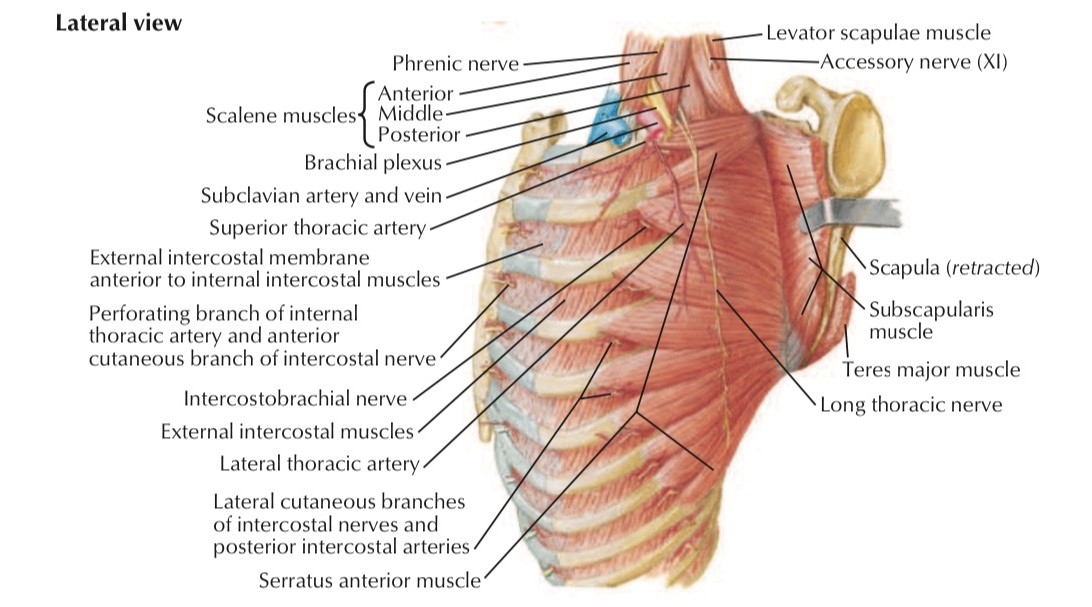 Lateral view
Levator scapulae muscle
Phrenic nerve
Accessory nerve (XI)
Scalene muscles
Anterior
Middle
Posterior
Brachial plexus
Subclavian artery and vein
Superior thoracic artery
External intercostal membrane
anterior to internal intercostal muscles
Perforating branch of internal
thoracic artery and anterior
cutaneous branch of intercostal nerve
Intercostobrachial nerve
External intercostal muscles
Lateral thoracic artery
Lateral cutaneous branches
of intercostal nerves and
posterior intercostal arteries
Serratus anterior muscle
Scapula (retracted)
Subscapularis
muscle
Teres major muscle
Long thoracic nerve